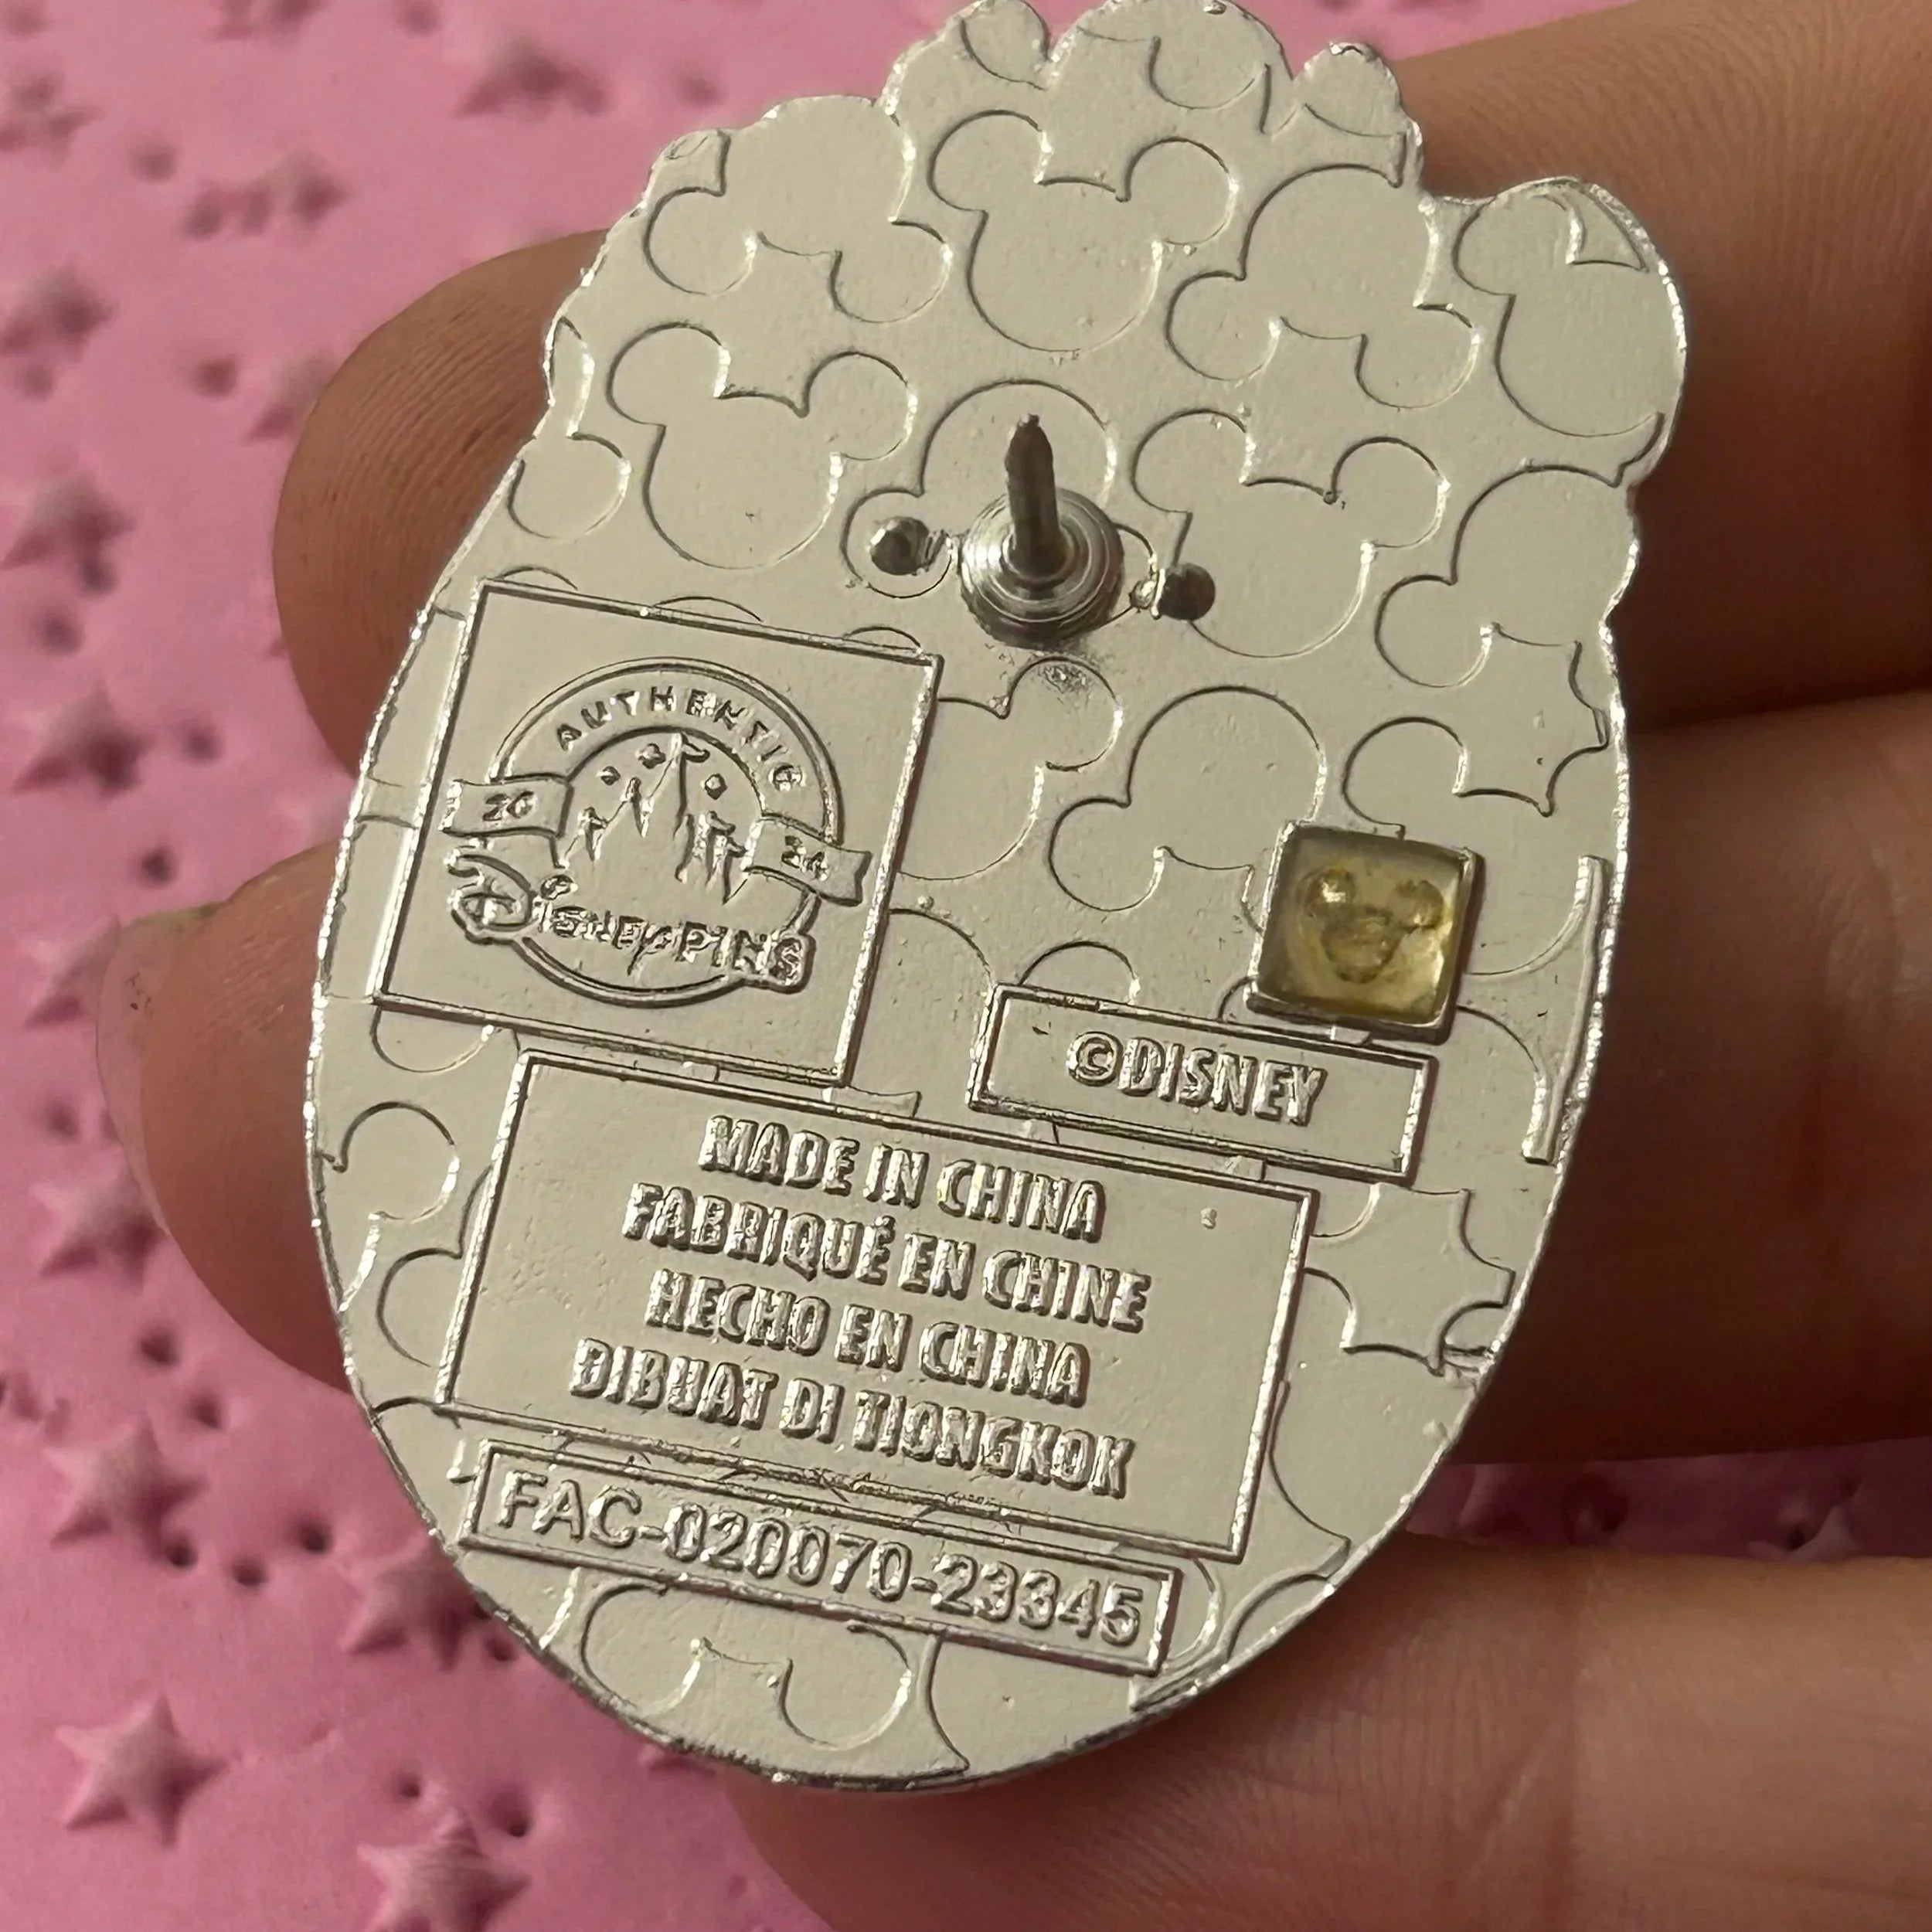 AUTHENTIC
20 24
Disney PINS
©DISNEY
MADE IN CHINA
FABRIQUÉ EN CHINE
HECHO EN CHINA
DIBUAT DI TIONGKOK
FAC-020070-23345